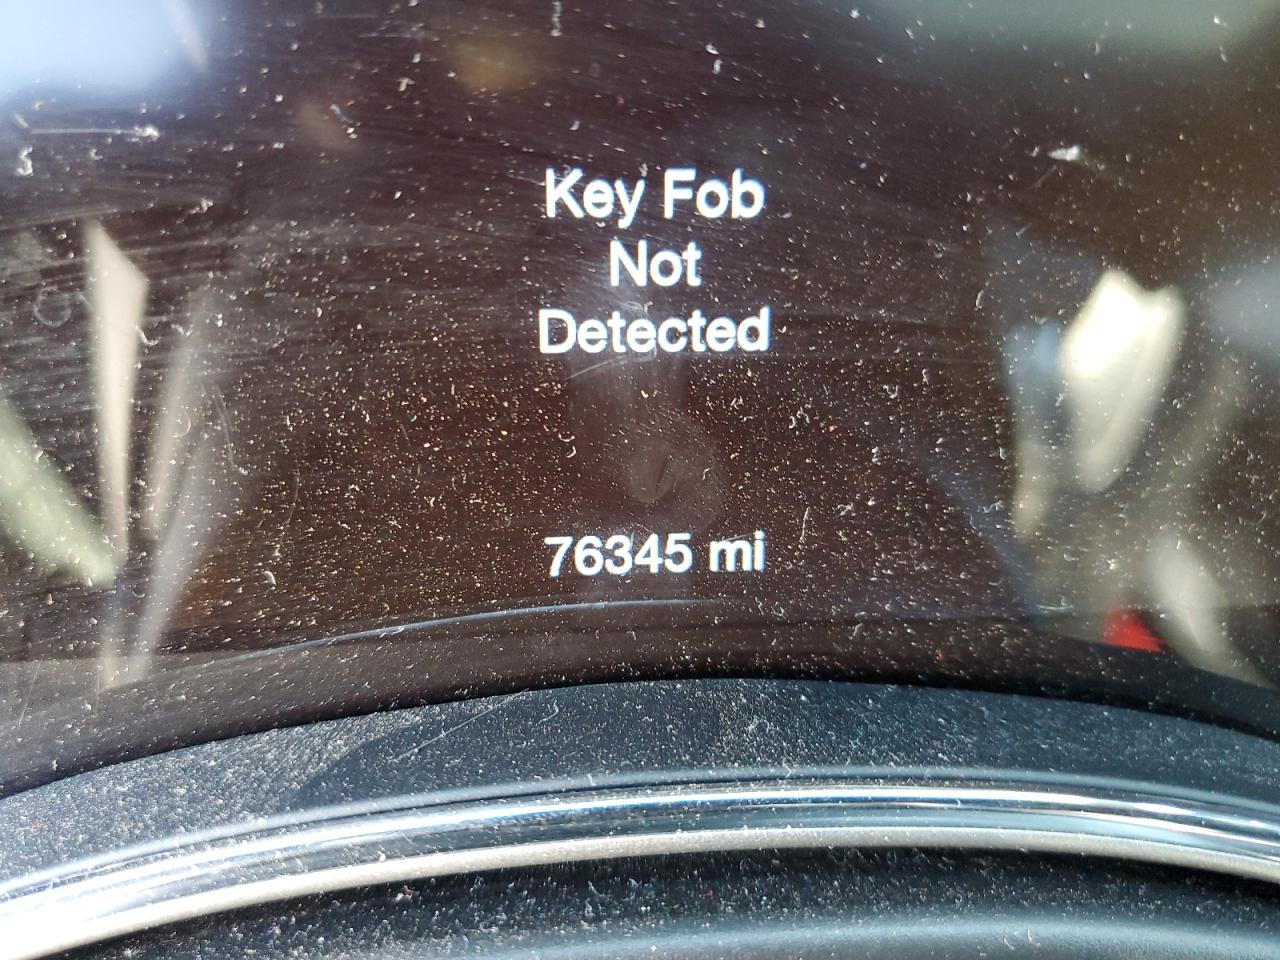 Key Fob
Not
Detected
76345 mi